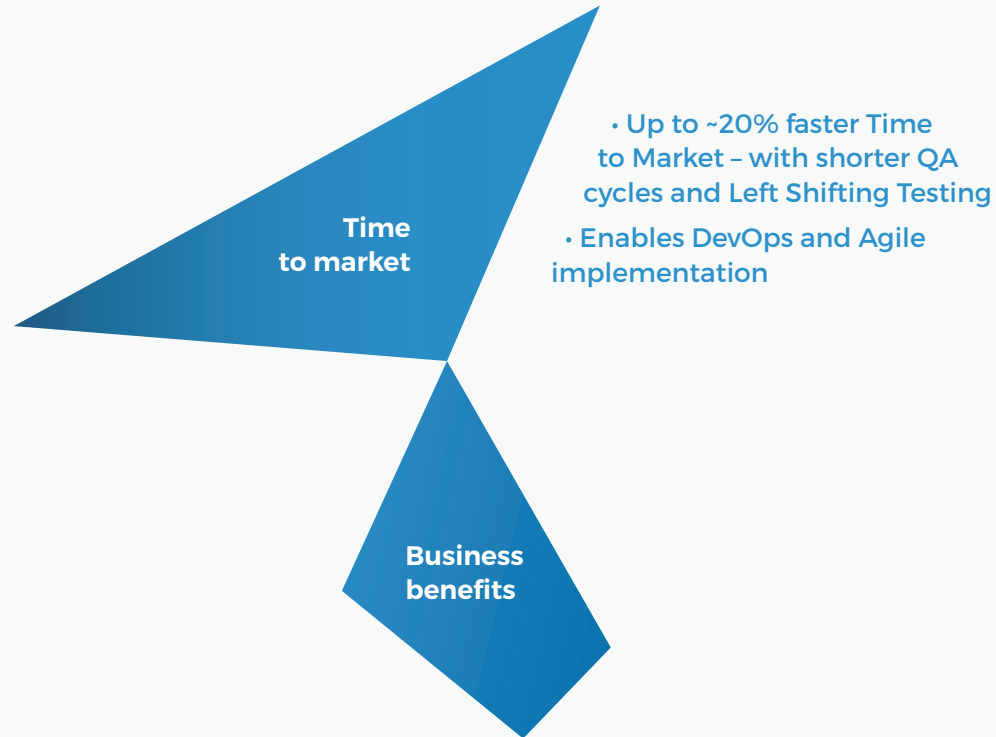 • Up to ~20% faster Time
to Market – with shorter QA
cycles and Left Shifting Testing
• Enables DevOps and Agile
implementation
Time
to market
Business
benefits